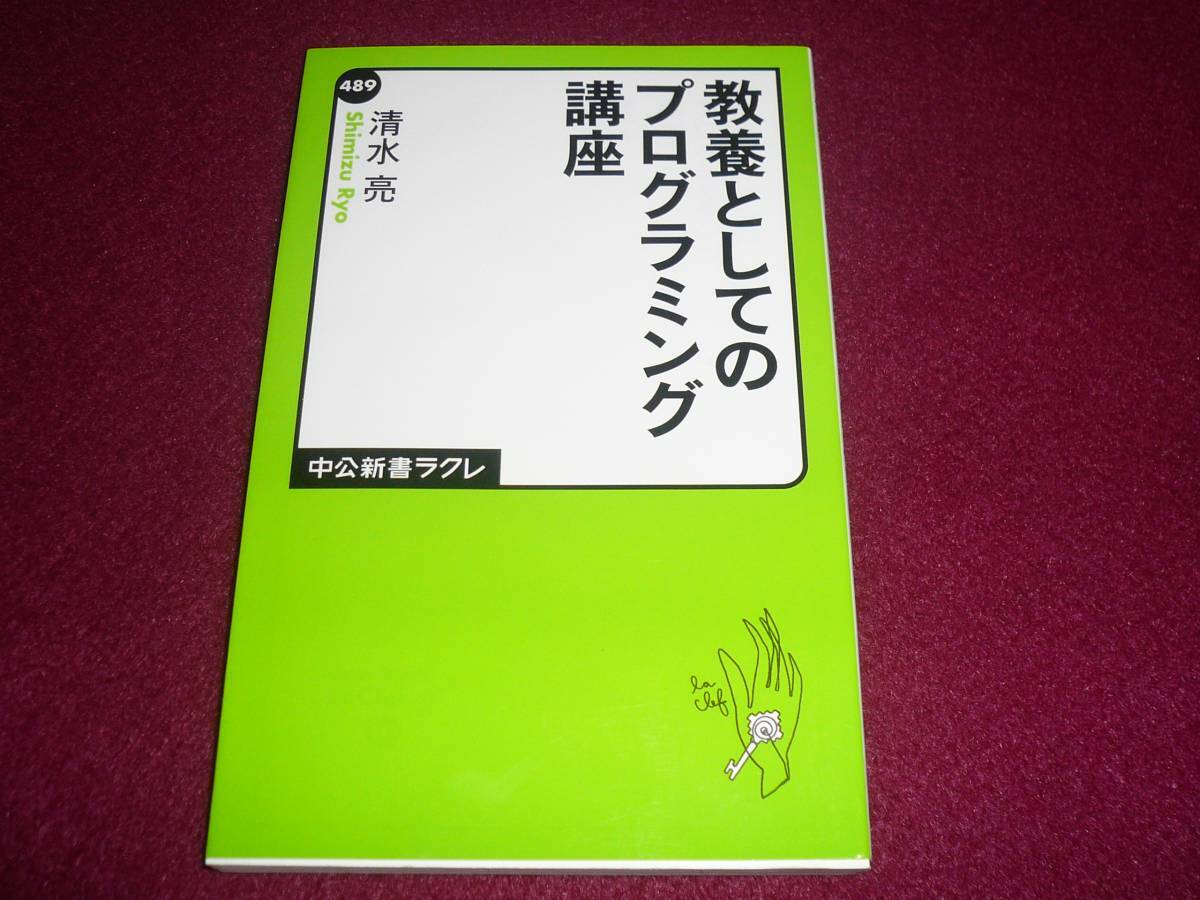 教養としての
プログラミング
講座
489
清水 亮
Shimizu Ryo
中公新書ラクレ
la
clef